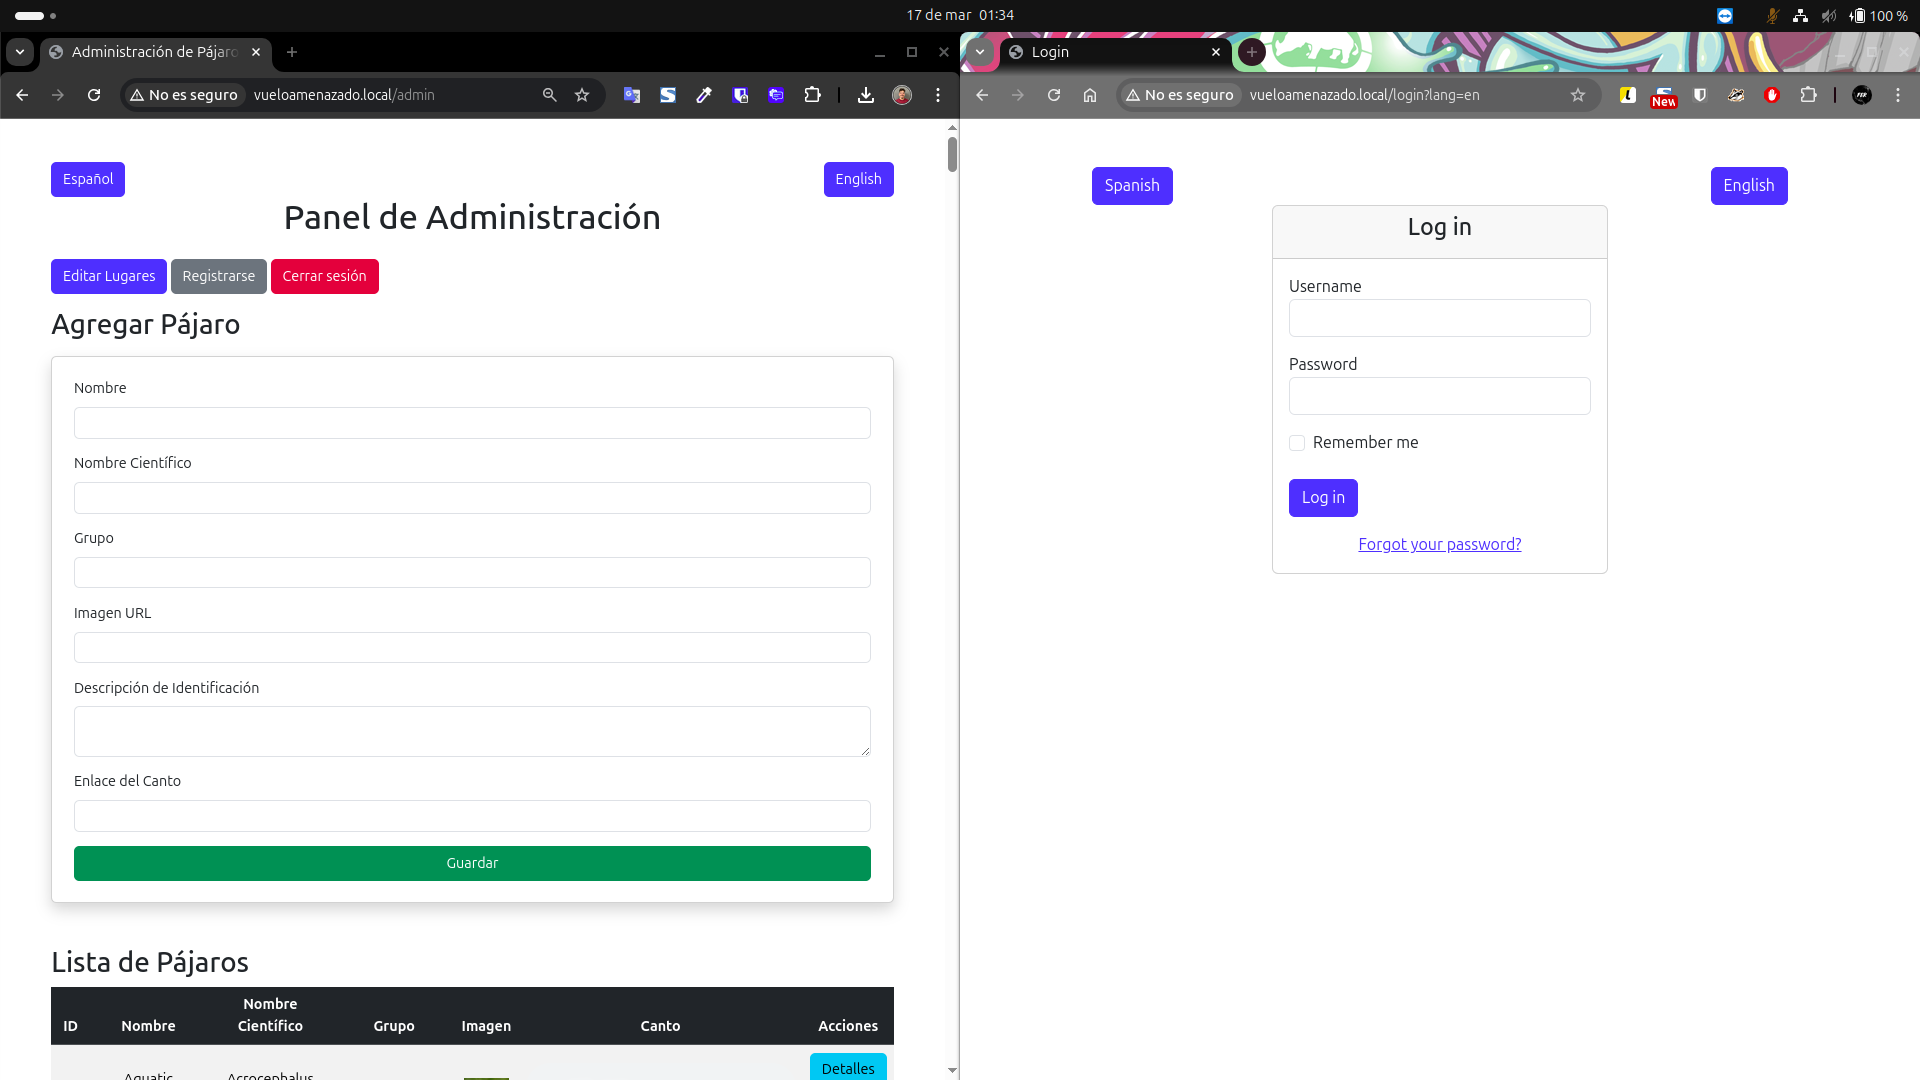 17 de mar 01:34
100 %
Administración de Pájaro
No es seguro
vueloamenazado.local/admin
Español
English
Panel de Administración
Editar Lugares
Registrarse
Cerrar sesión
Agregar Pájaro
Nombre
Nombre Científico
Grupo
Imagen URL
Descripción de Identificación
Enlace del Canto
Guardar
Lista de Pájaros
ID
Nombre
Nombre Científico
Grupo
Imagen
Canto
Acciones
Aquatic
Acrocephalus
Detalles
Login
No es seguro
vueloamenazado.local/login?lang=en
New
Spanish
English
Log in
Username
Password
Remember me
Log in
Forgot your password?